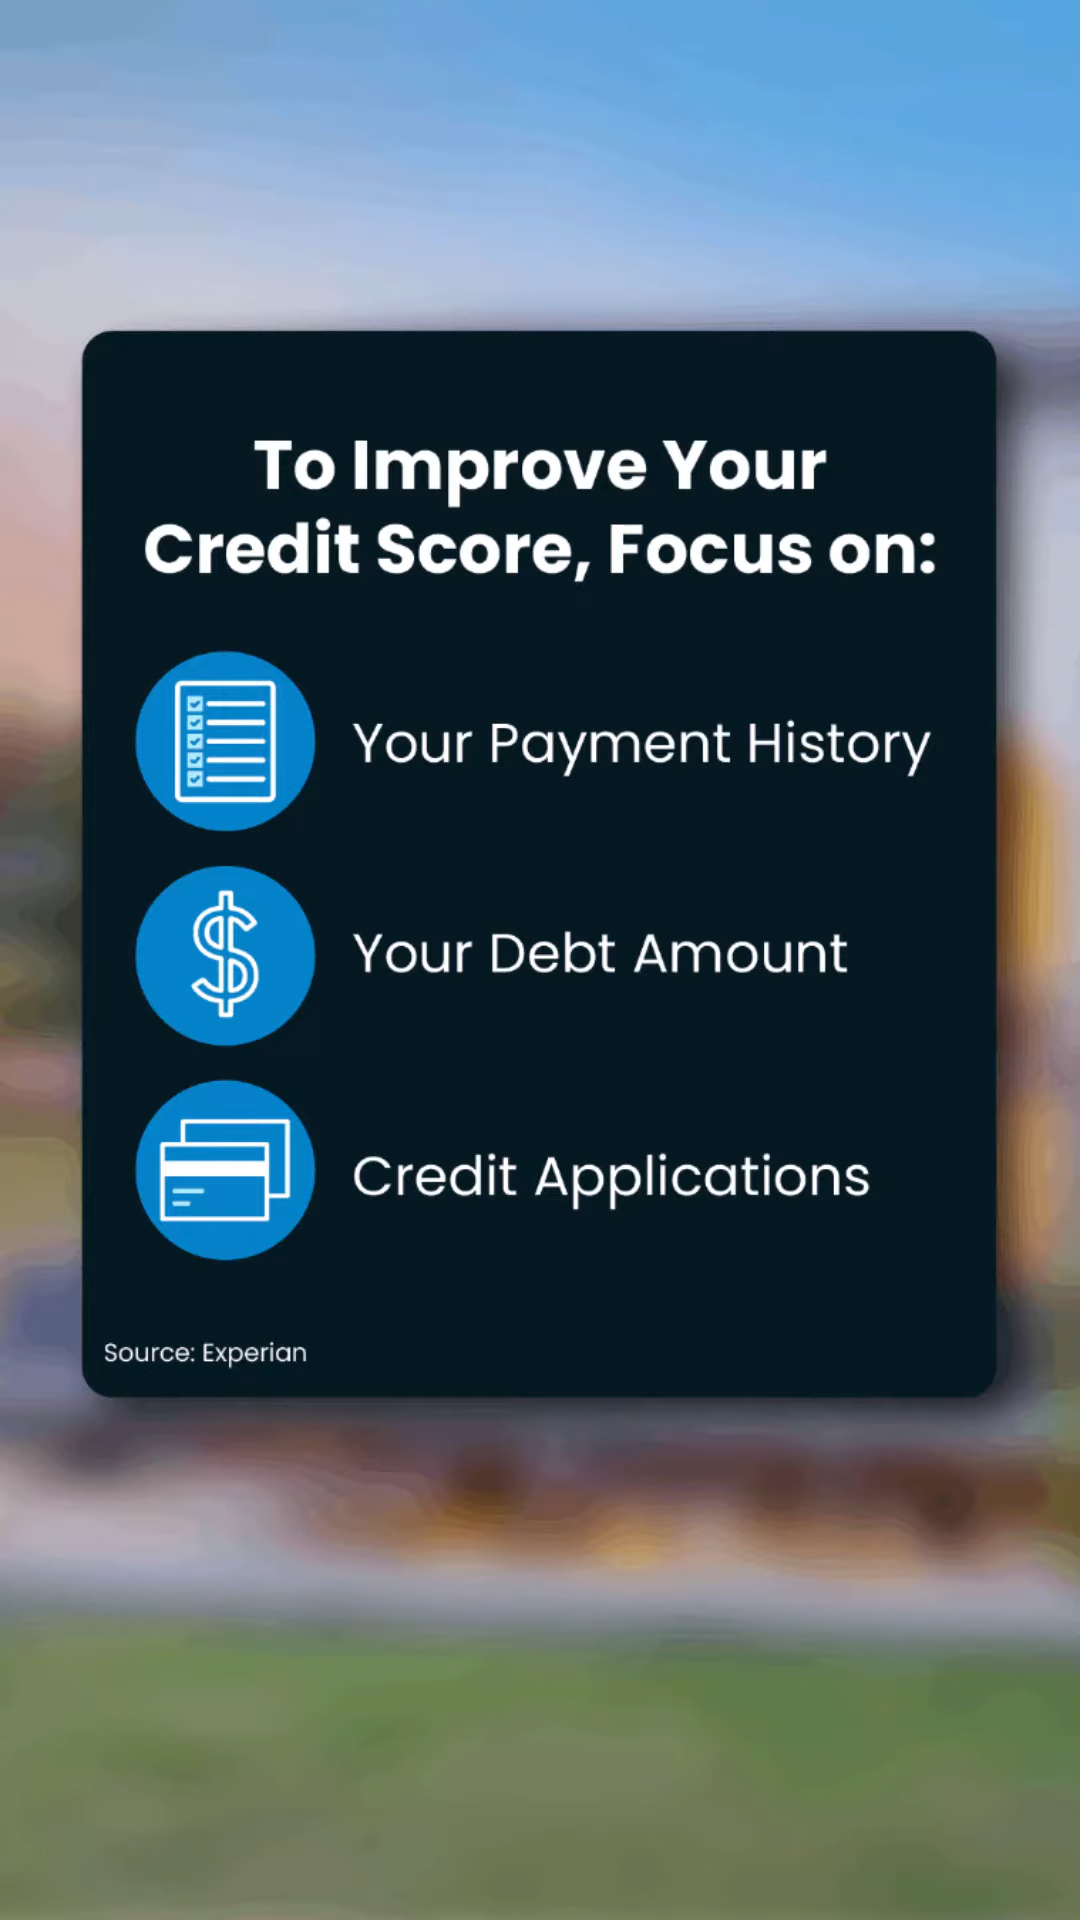 To Improve Your
Credit Score, Focus on:
Your Payment History
Your Debt Amount
Credit Applications
Source: Experian